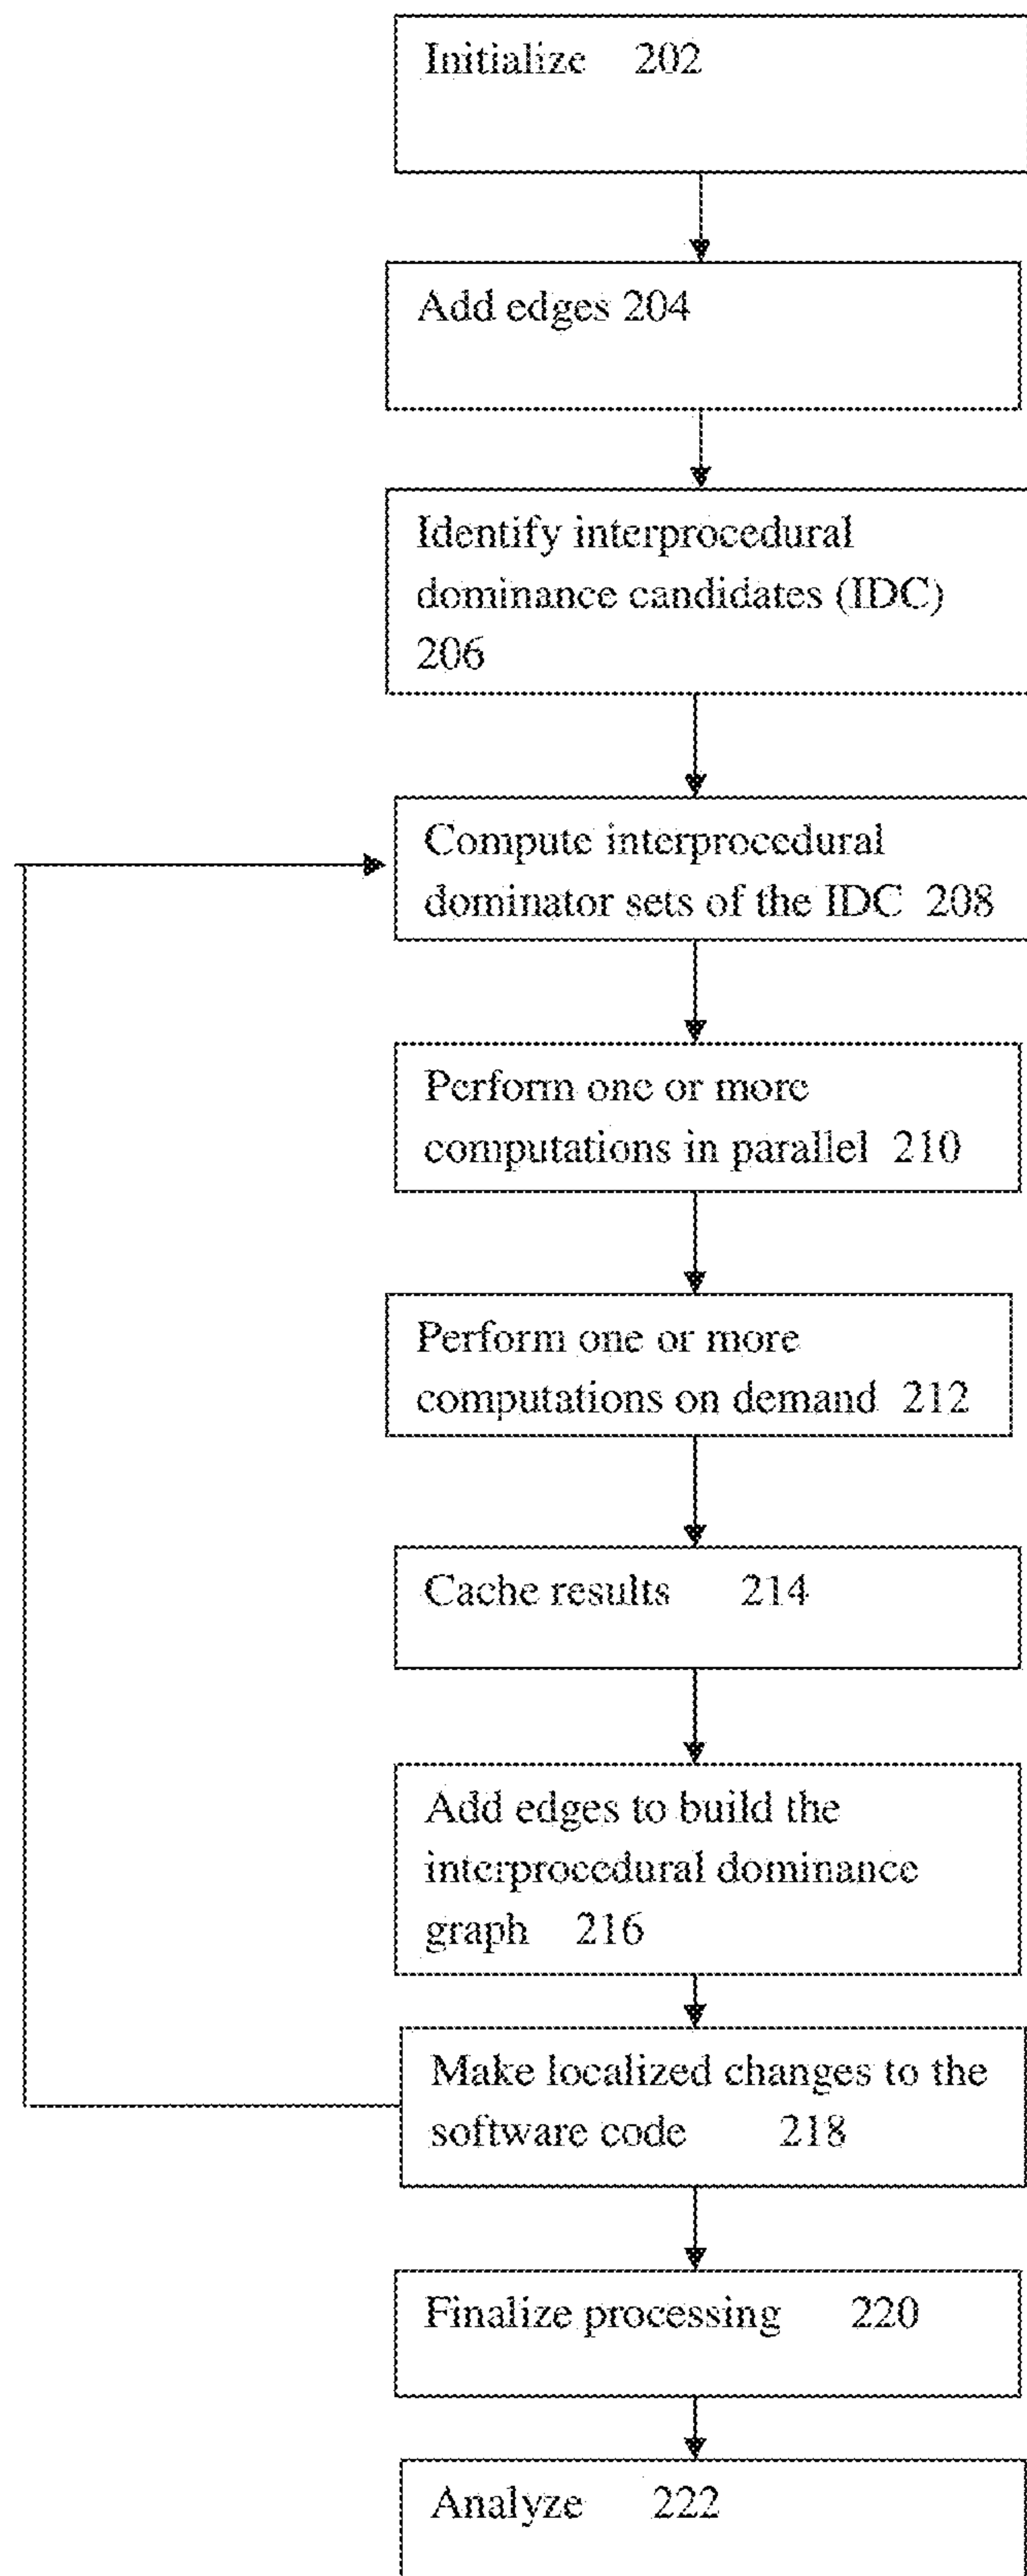 Initialize 202
Add edges 204
Identify interprocedural
dominance candidates (IDC)
206
Compute interprocedural
dominator sets of the IDC 208
Perform one or more
computations in parallel 210
Perform one or more
computations on demand 212
Cache results 214
Add edges to build the
interprocedural dominance
graph 216
Make localized changes to the
software code 218
Finalize processing 220
Analyze 222